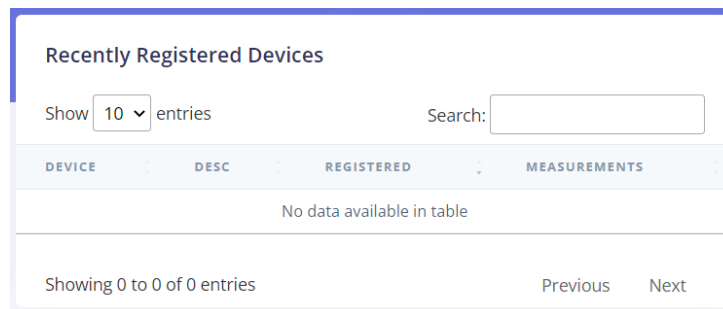 Recently Registered Devices
Show 10 entries Search:
DEVICE DESC REGISTERED MEASUREMENTS
No data available in table
Showing 0 to 0 of 0 entries Previous Next